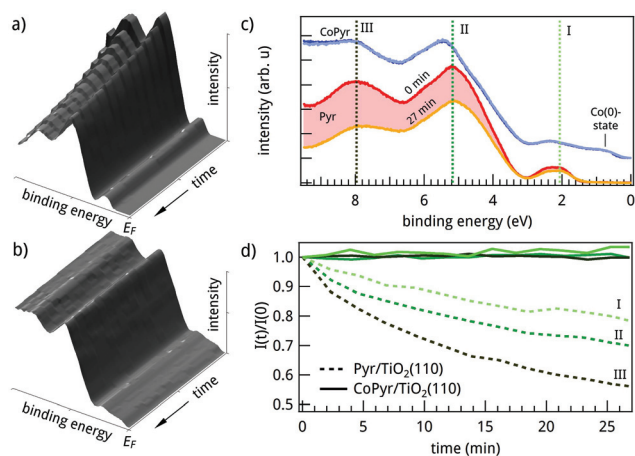 a)
intensity
binding energy
E_F
time
b)
intensity
binding energy
E_F
time
c)
CoPyr
III
II
I
0 min
Pyr
27 min
Co(0)-
state
intensity (arb. u)
8
6
4
2
0
binding energy (eV)
d)
1.0
0.9
0.8
0.7
0.6
0.5
I(t)/I(0)
I
II
III
Pyr/TiO₂(110)
CoPyr/TiO₂(110)
0
5
10
15
20
25
time (min)